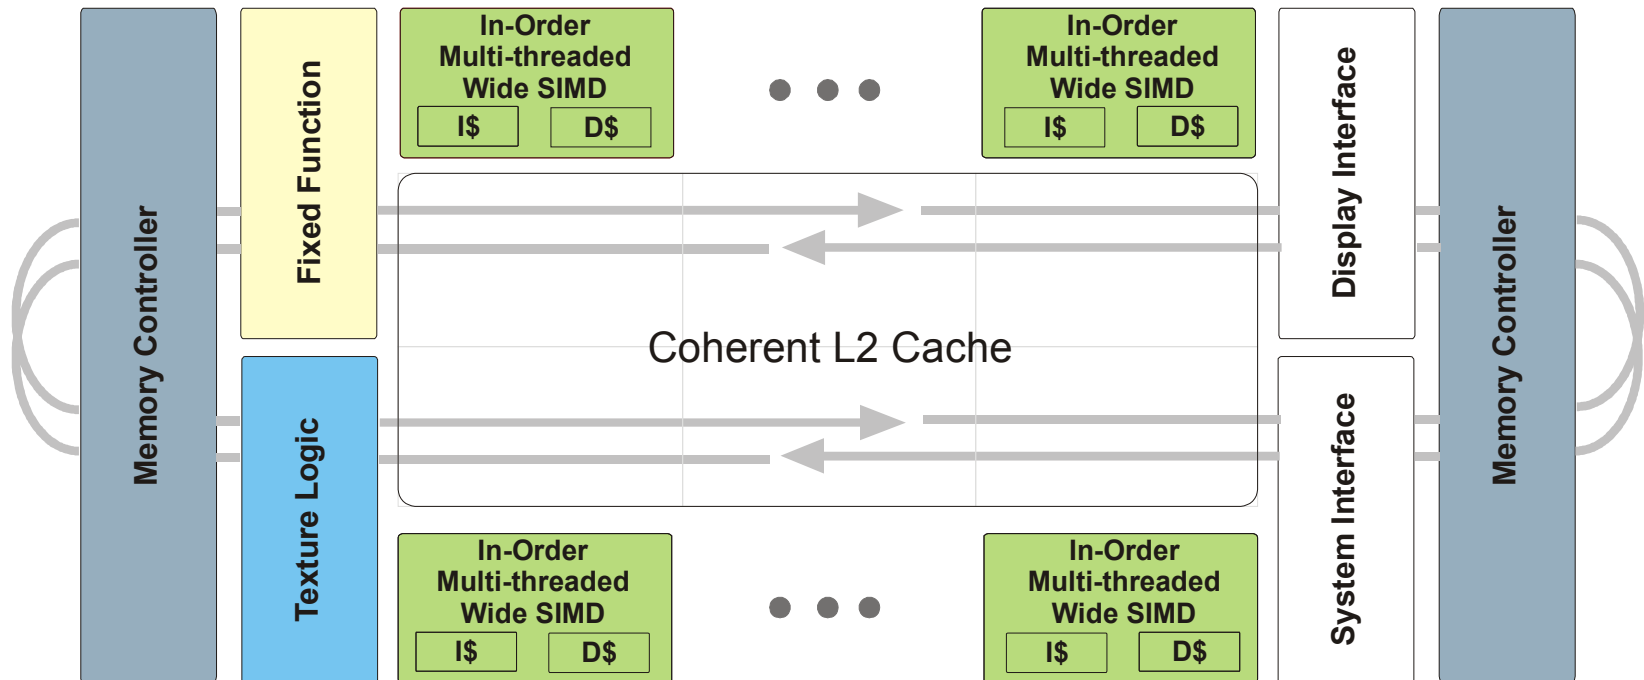 Memory Controller
Fixed Function
Texture Logic
In-Order
Multi-threaded
Wide SIMD
I$ D$
In-Order
Multi-threaded
Wide SIMD
I$ D$
Coherent L2 Cache
In-Order
Multi-threaded
Wide SIMD
I$ D$
In-Order
Multi-threaded
Wide SIMD
I$ D$
Display Interface
System Interface
Memory Controller